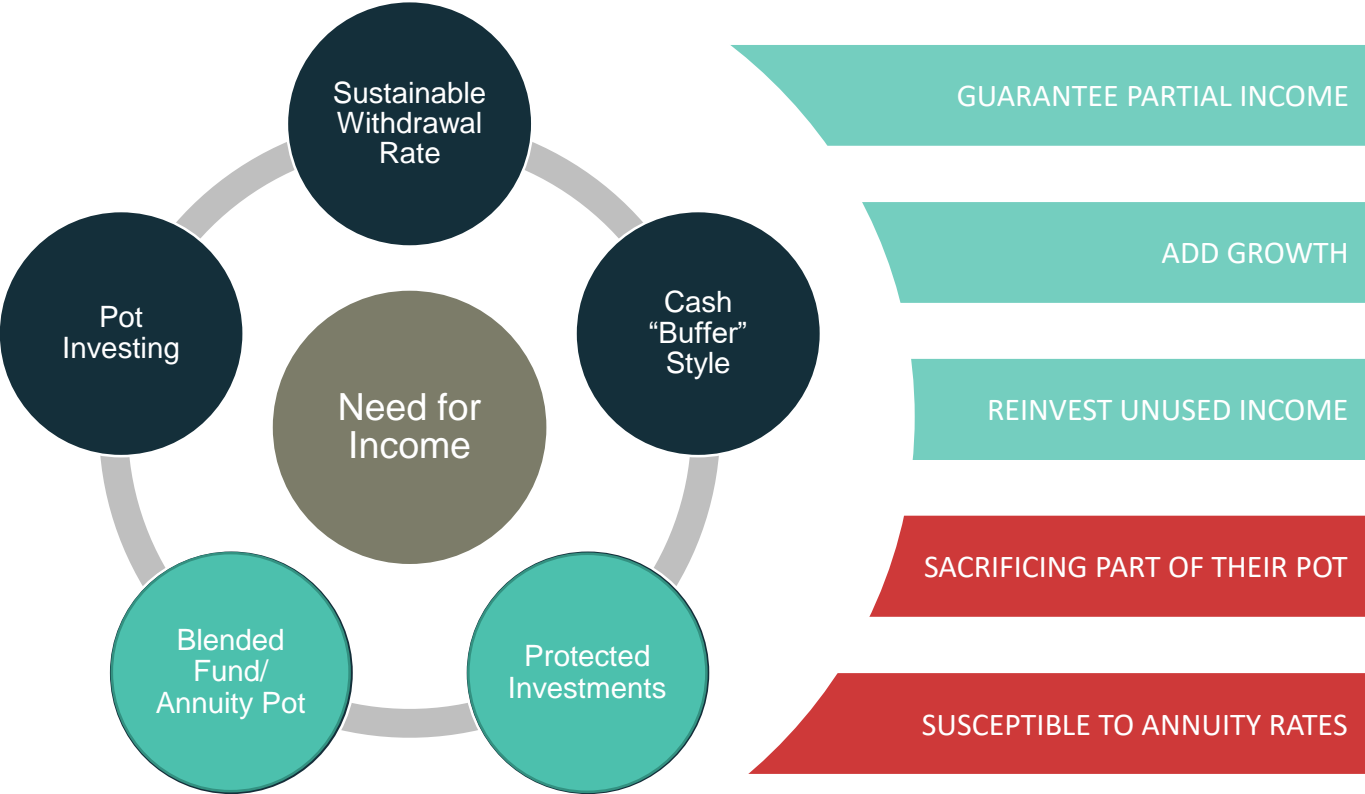 Sustainable
Withdrawal
Rate
Cash
“Buffer”
Style
Protected
Investments
Blended
Fund/
Annuity Pot
Pot
Investing
Need for
Income
GUARANTEE PARTIAL INCOME
ADD GROWTH
REINVEST UNUSED INCOME
SACRIFICING PART OF THEIR POT
SUSCEPTIBLE TO ANNUITY RATES